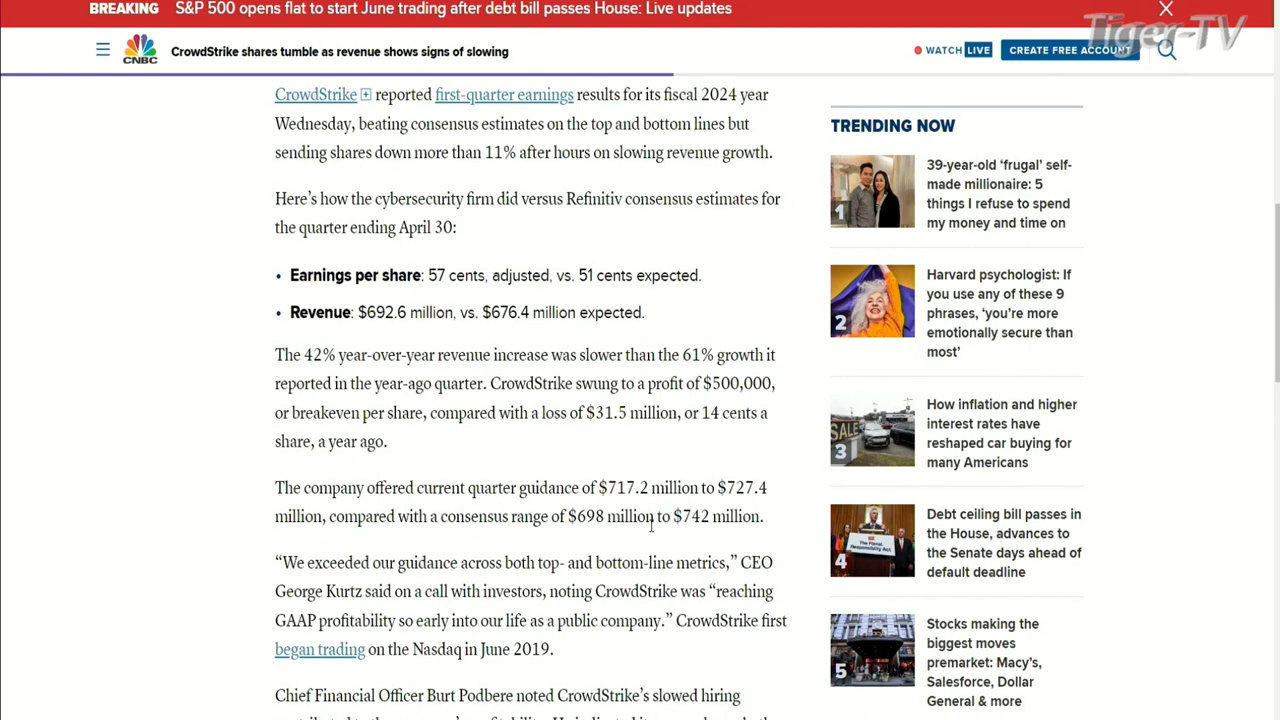 BREAKING S&P 500 opens flat to start June trading after debt bill passes House: Live updates
Tiger-TV
CNBC
CrowdStrike shares tumble as revenue shows signs of slowing
WATCH LIVE
CREATE FREE ACCOUNT
CrowdStrike reported first-quarter earnings results for its fiscal 2024 year
Wednesday, beating consensus estimates on the top and bottom lines but
sending shares down more than 11% after hours on slowing revenue growth.
Here’s how the cybersecurity firm did versus Refinitiv consensus estimates for
the quarter ending April 30:
• Earnings per share: 57 cents, adjusted, vs. 51 cents expected.
• Revenue: $692.6 million, vs. $676.4 million expected.
The 42% year-over-year revenue increase was slower than the 61% growth it
reported in the year-ago quarter. CrowdStrike swung to a profit of $500,000,
or breakeven per share, compared with a loss of $31.5 million, or 14 cents a
share, a year ago.
The company offered current quarter guidance of $717.2 million to $727.4
million, compared with a consensus range of $698 million to $742 million.
“We exceeded our guidance across both top- and bottom-line metrics,” CEO
George Kurtz said on a call with investors, noting CrowdStrike was “reaching
GAAP profitability so early into our life as a public company.” CrowdStrike first
began trading on the Nasdaq in June 2019.
Chief Financial Officer Burt Podbere noted CrowdStrike’s slowed hiring
TRENDING NOW
1
39-year-old ‘frugal’ self-
made millionaire: 5
things I refuse to spend
my money and time on
2
Harvard psychologist: If
you use any of these 9
phrases, ‘you’re more
emotionally secure than
most’
SALE
3
How inflation and higher
interest rates have
reshaped car buying for
many Americans
4
Debt ceiling bill passes in
the House, advances to
the Senate days ahead of
default deadline
5
Stocks making the
biggest moves
premarket: Macy’s,
Salesforce, Dollar
General & more